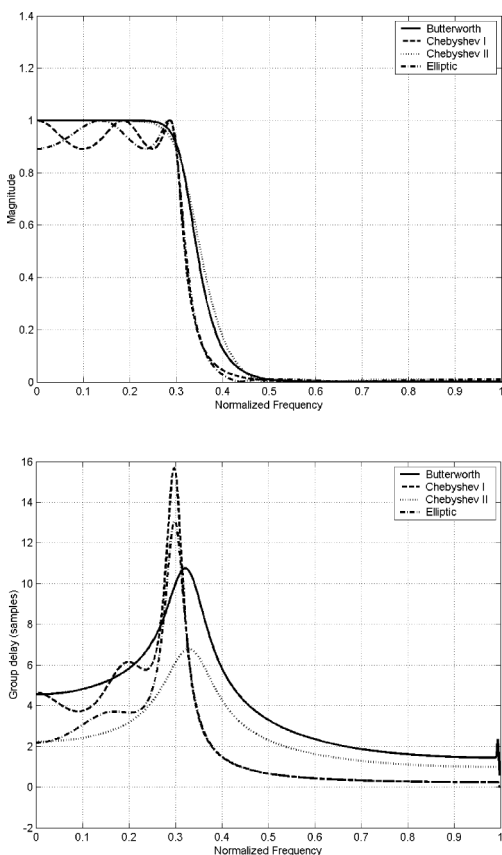 1.4
1.2
1
0.8
0.6
0.4
0.2
0
Magnitude
0 0.1 0.2 0.3 0.4 0.5 0.6 0.7 0.8 0.9 1
Normalized Frequency
Butterworth
Chebyshev I
Chebyshev II
Elliptic
16
14
12
10
8
6
4
2
0
-2
Group delay (samples)
0 0.1 0.2 0.3 0.4 0.5 0.6 0.7 0.8 0.9 1
Normalized Frequency
Butterworth
Chebyshev I
Chebyshev II
Elliptic